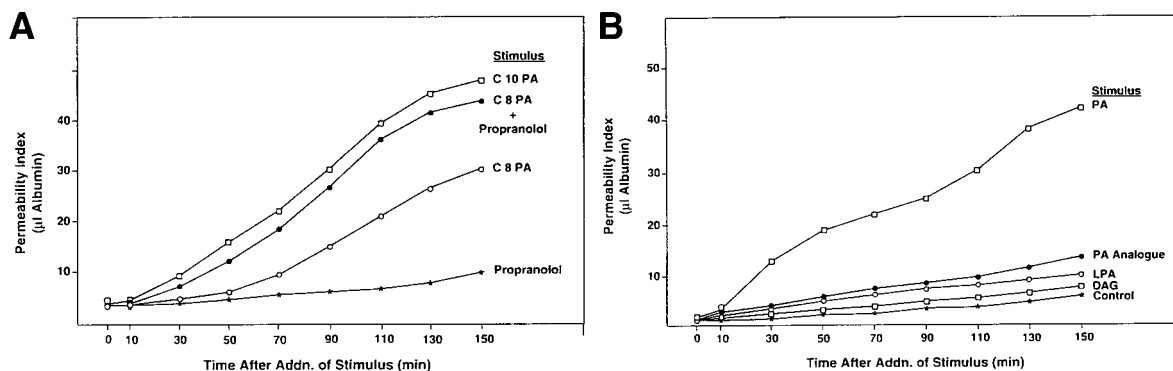 A
Stimulus
C 10 PA
C 8 PA
+
Propranolol
C 8 PA
Propranolol
40
30
20
10
Permeability Index
(μl Albumin)
0 10 30 50 70 90 110 130 150
Time After Addn. of Stimulus (min)
B
Stimulus
PA
PA Analogue
LPA
DAG
Control
50
40
30
20
10
Permeability Index
(μl Albumin)
0 10 30 50 70 90 110 130 150
Time After Addn. of Stimulus (min)